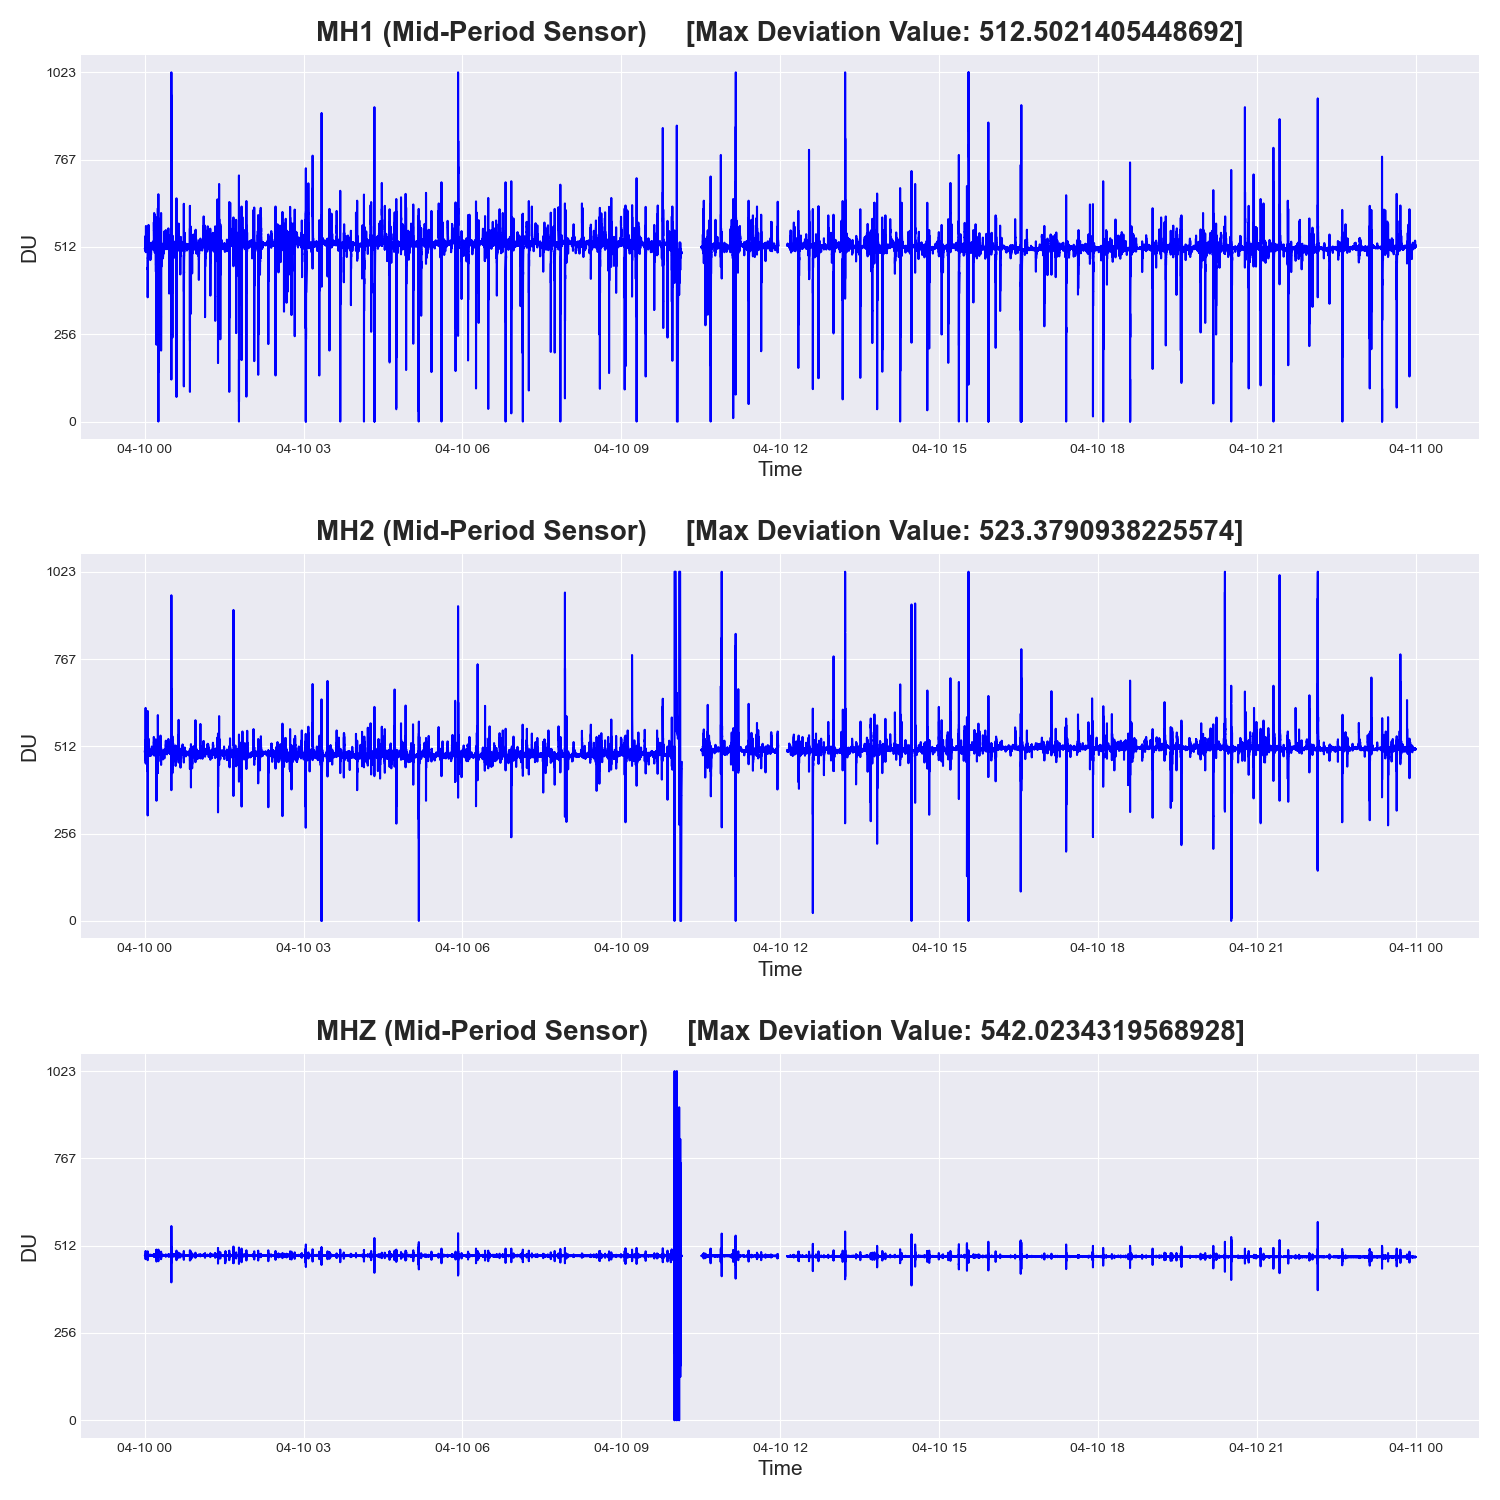 MH1 (Mid-Period Sensor) [Max Deviation Value: 512.5021405448692]
1023
767
512
256
0
DU
04-10 00 04-10 03 04-10 06 04-10 09 04-10 12 04-10 15 04-10 18 04-10 21 04-11 00
Time
MH2 (Mid-Period Sensor) [Max Deviation Value: 523.3790938225574]
1023
767
512
256
0
DU
04-10 00 04-10 03 04-10 06 04-10 09 04-10 12 04-10 15 04-10 18 04-10 21 04-11 00
Time
MHZ (Mid-Period Sensor) [Max Deviation Value: 542.0234319568928]
1023
767
512
256
0
DU
04-10 00 04-10 03 04-10 06 04-10 09 04-10 12 04-10 15 04-10 18 04-10 21 04-11 00
Time